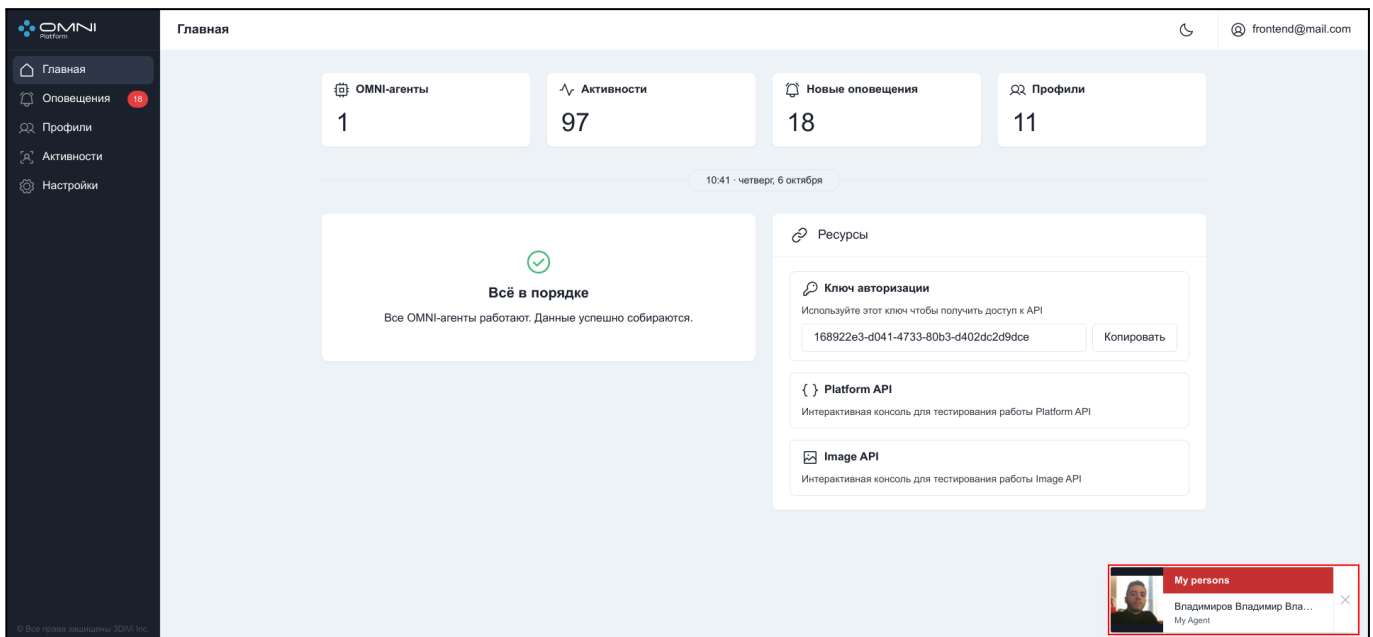 OMNI
Platform
Главная
frontend@mail.com
Главная
Оповещения 18
Профили
Активности
Настройки
OMNI-агенты
1
Активности
97
Новые оповещения
18
Профили
11
10:41 · четверг, 6 октября
Всё в порядке
Все OMNI-агенты работают. Данные успешно собираются.
Ресурсы
Ключ авторизации
Используйте этот ключ чтобы получить доступ к API
168922e3-d041-4733-80b3-d402dc2d9dce
Копировать
{ } Platform API
Интерактивная консоль для тестирования работы Platform API
Image API
Интерактивная консоль для тестирования работы Image API
My persons
Владимиров Владимир Вла...
My Agent
© Все права защищены 3DiVi Inc.